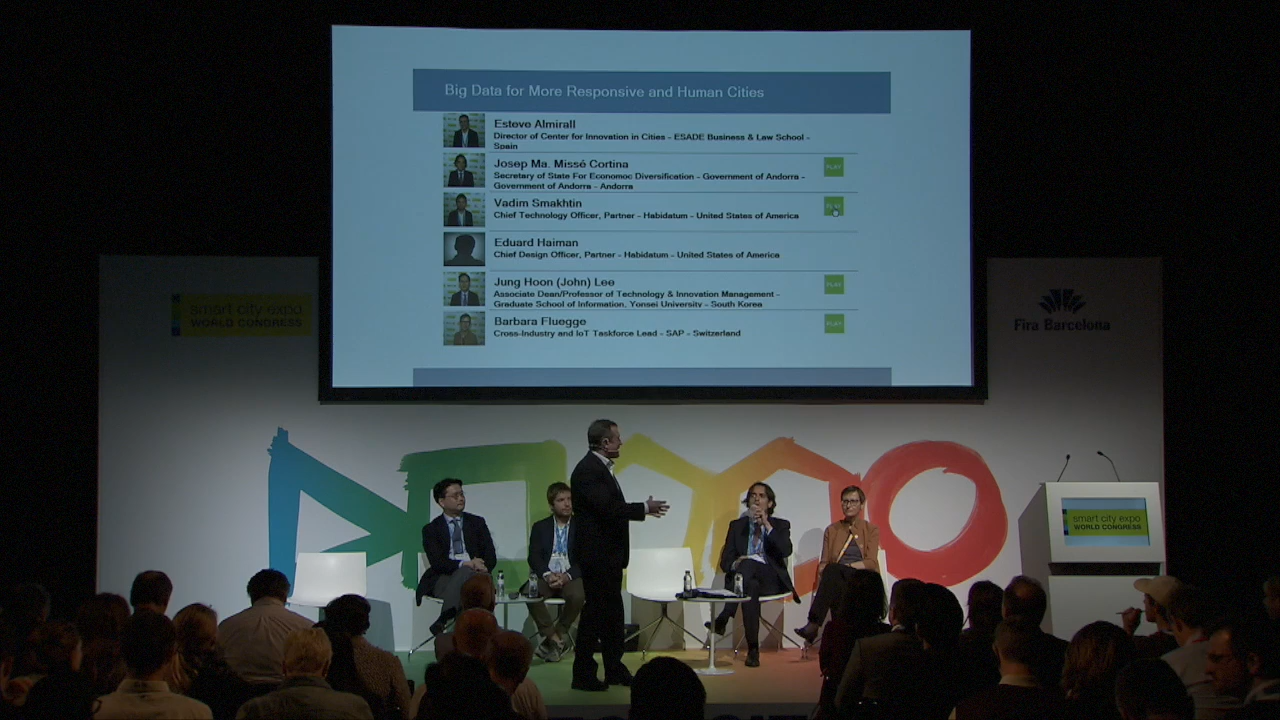 Big Data for More Responsive and Human Cities
Esteve Almirall
Director of Center for Innovation in Cities - ESADE Business & Law School -
Spain
Josep Ma. Missé Cortina
PLAY
Secretary of State For Economoc Diversification - Government of Andorra -
Government of Andorra - Andorra
Vadim Smakhtin
Chief Technology Officer, Partner - Habidatum - United States of America
Eduard Haiman
Chief Design Officer, Partner - Habidatum - United States of America
Jung Hoon (John) Lee
PLAY
Associate Dean/Professor of Technology & Innovation Management -
Graduate School of Information, Yonsei University - South Korea
Barbara Fluegge
PLAY
Cross-Industry and IoT Taskforce Lead - SAP - Switzerland
smart city expo
WORLD CONGRESS
Fira Barcelona
smart city expo
WORLD CONGRESS